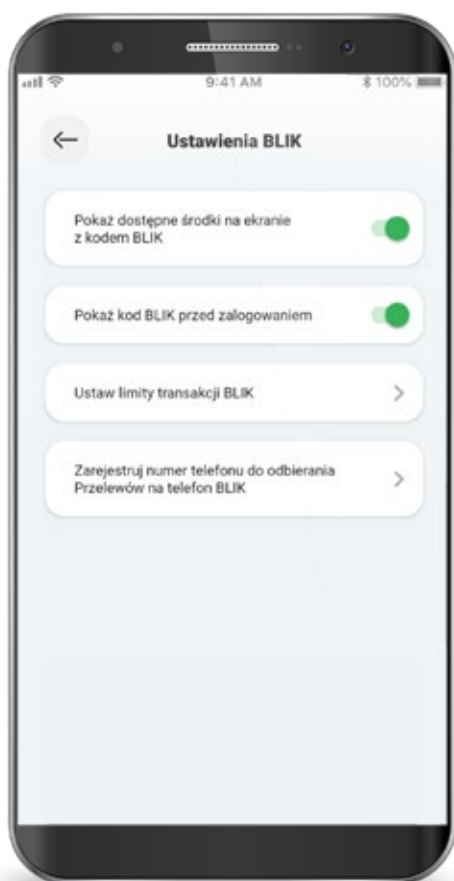 9:41 AM
100%
Ustawienia BLIK
Pokaż dostępne środki na ekranie
z kodem BLIK
Pokaż kod BLIK przed zalogowaniem
Ustaw limity transakcji BLIK
Zarejestruj numer telefonu do odbierania
Przelewów na telefon BLIK